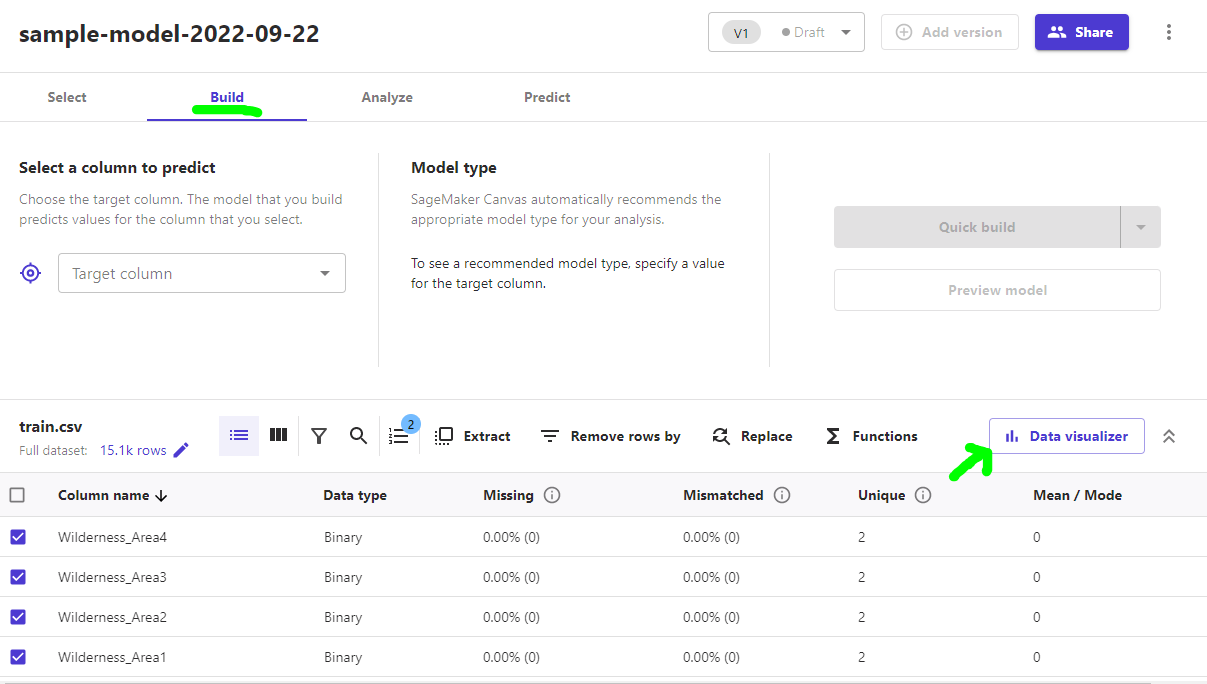 sample-model-2022-09-22
V1 Draft
Add version
Share
Select Build Analyze Predict
Select a column to predict
Choose the target column. The model that you build
predicts values for the column that you select.
Target column
Model type
SageMaker Canvas automatically recommends the
appropriate model type for your analysis.
To see a recommended model type, specify a value
for the target column.
Quick build
Preview model
train.csv
Full dataset: 15.1k rows
2
Extract Remove rows by Replace Functions Data visualizer
Column name Data type Missing Mismatched Unique Mean / Mode
Wilderness_Area4 Binary 0.00% (0) 0.00% (0) 2 0
Wilderness_Area3 Binary 0.00% (0) 0.00% (0) 2 0
Wilderness_Area2 Binary 0.00% (0) 0.00% (0) 2 0
Wilderness_Area1 Binary 0.00% (0) 0.00% (0) 2 0